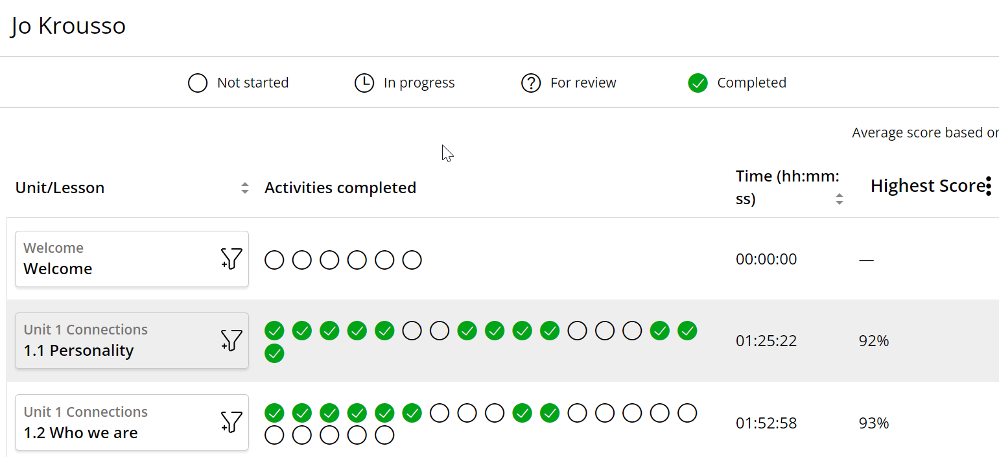 Jo Krousso
Not started
In progress
For review
Completed
Average score based or
Unit/Lesson
Activities completed
Time (hh:mm:
ss)
Highest Score
Welcome
Welcome
00:00:00
—
Unit 1 Connections
1.1 Personality
01:25:22
92%
Unit 1 Connections
1.2 Who we are
01:52:58
93%